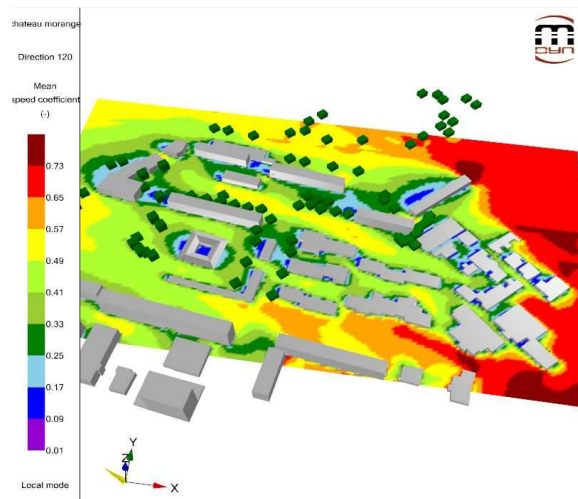 chateau morange
Direction 120
Mean
speed coefficient
(-)
0.73
0.65
0.57
0.49
0.41
0.33
0.25
0.17
0.09
0.01
Local mode
Y
Z
X
m
DYN